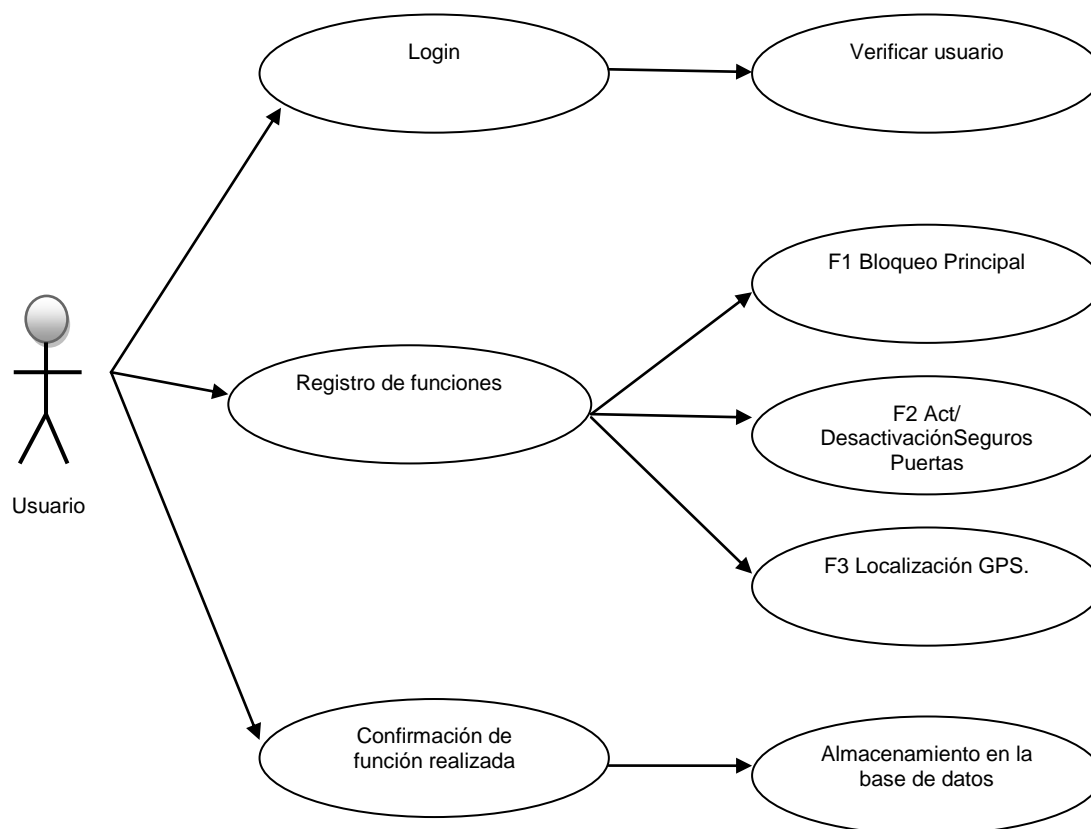 Login
Verificar usuario
F1 Bloqueo Principal
Registro de funciones
F2 Act/
DesactivaciónSeguros
Puertas
Usuario
F3 Localización GPS.
Confirmación de
función realizada
Almacenamiento en la
base de datos